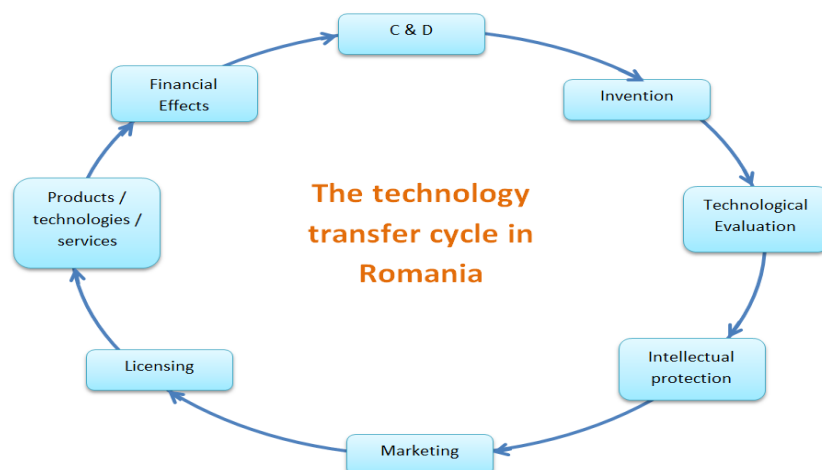 C & D
Invention
Technological
Evaluation
Intellectual
protection
Marketing
Licensing
Products /
technologies /
services
Financial
Effects
The technology
transfer cycle in
Romania